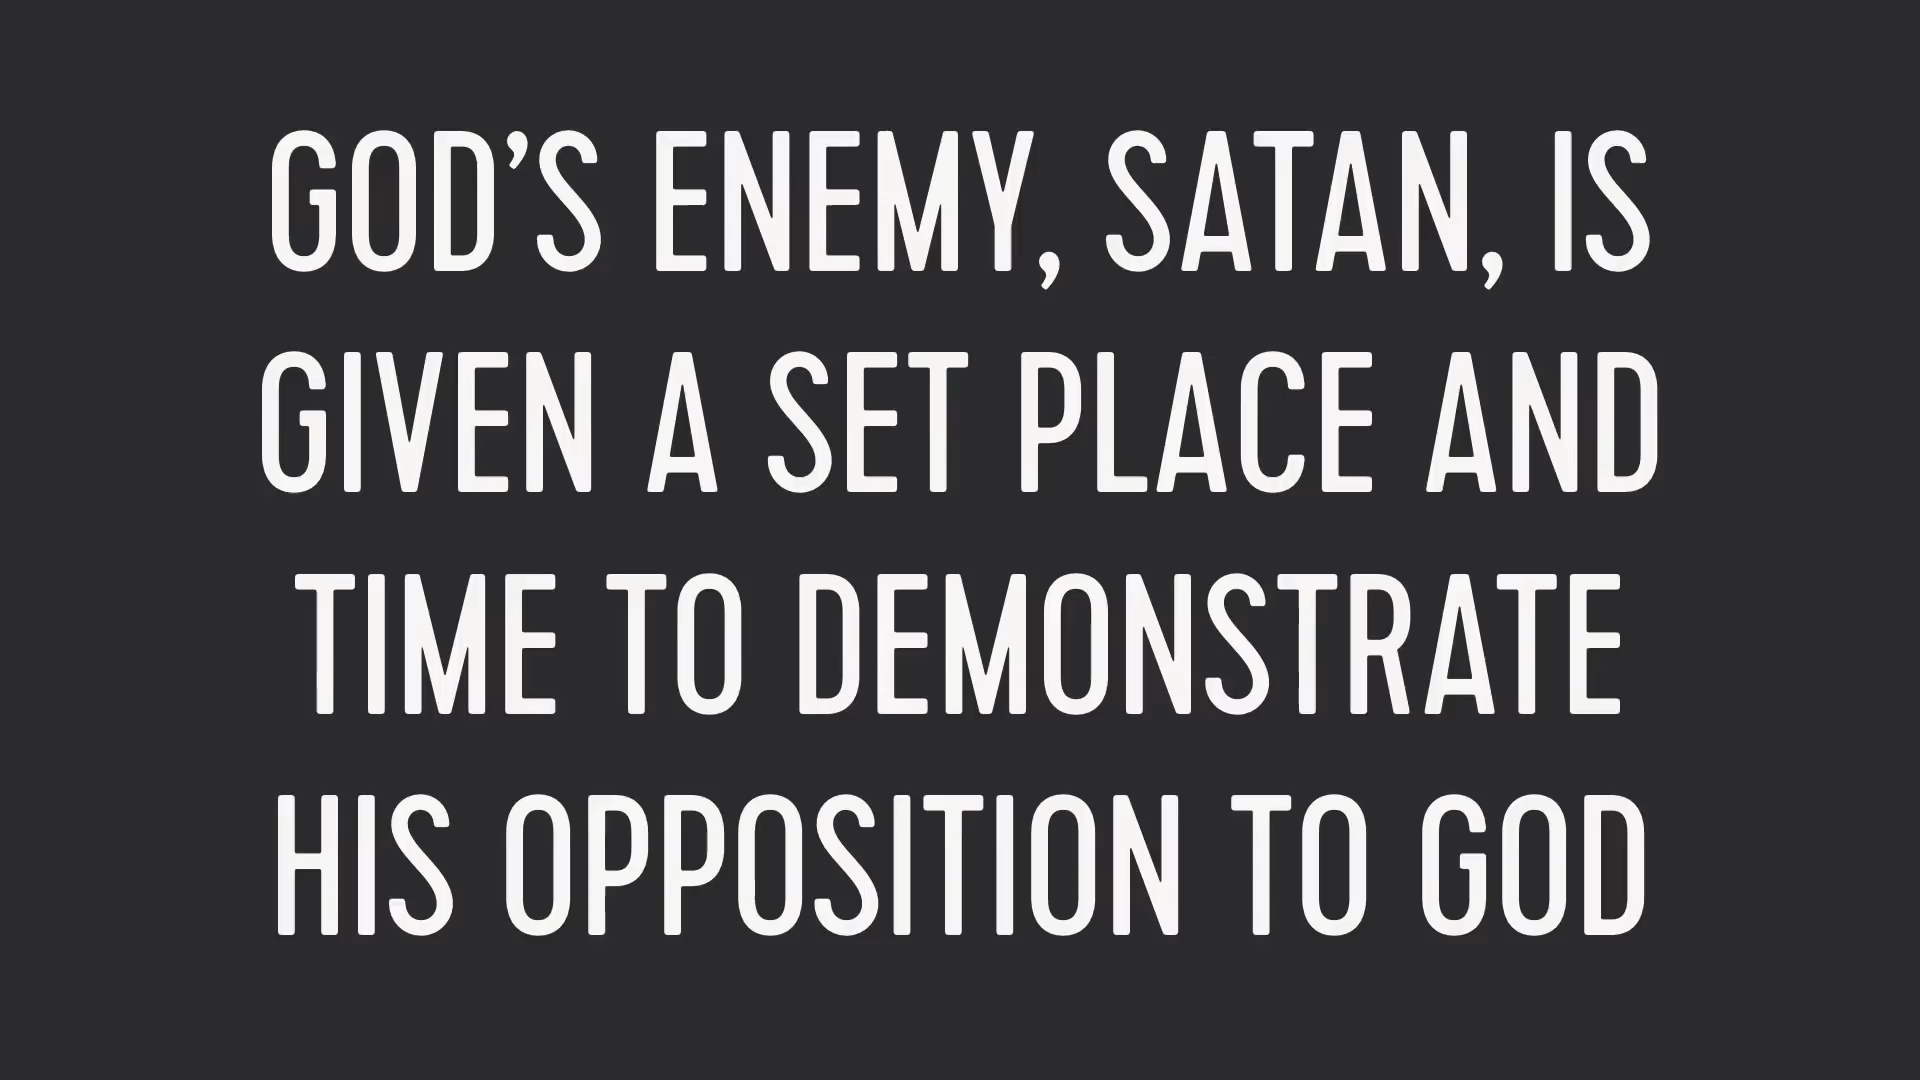 GOD’S ENEMY, SATAN, IS
GIVEN A SET PLACE AND
TIME TO DEMONSTRATE
HIS OPPOSITION TO GOD